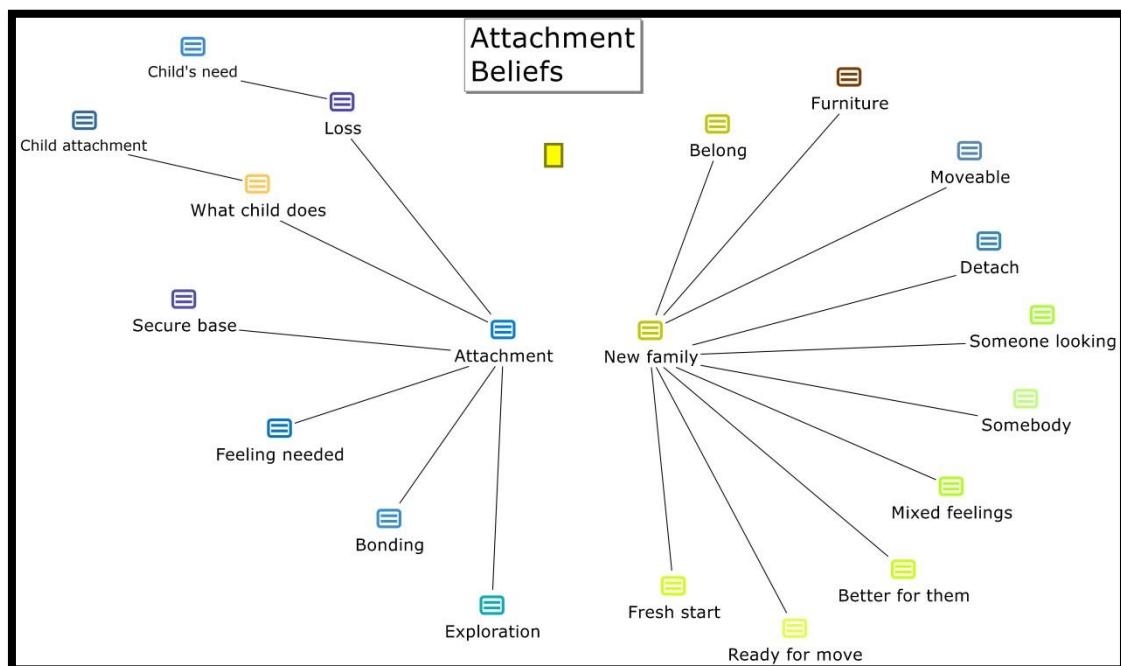 Attachment
Beliefs
Child's need
Loss
Child attachment
What child does
Secure base
Attachment
Feeling needed
Bonding
Exploration
Furniture
Belong
Moveable
Detach
Someone looking
New family
Somebody
Mixed feelings
Better for them
Fresh start
Ready for move